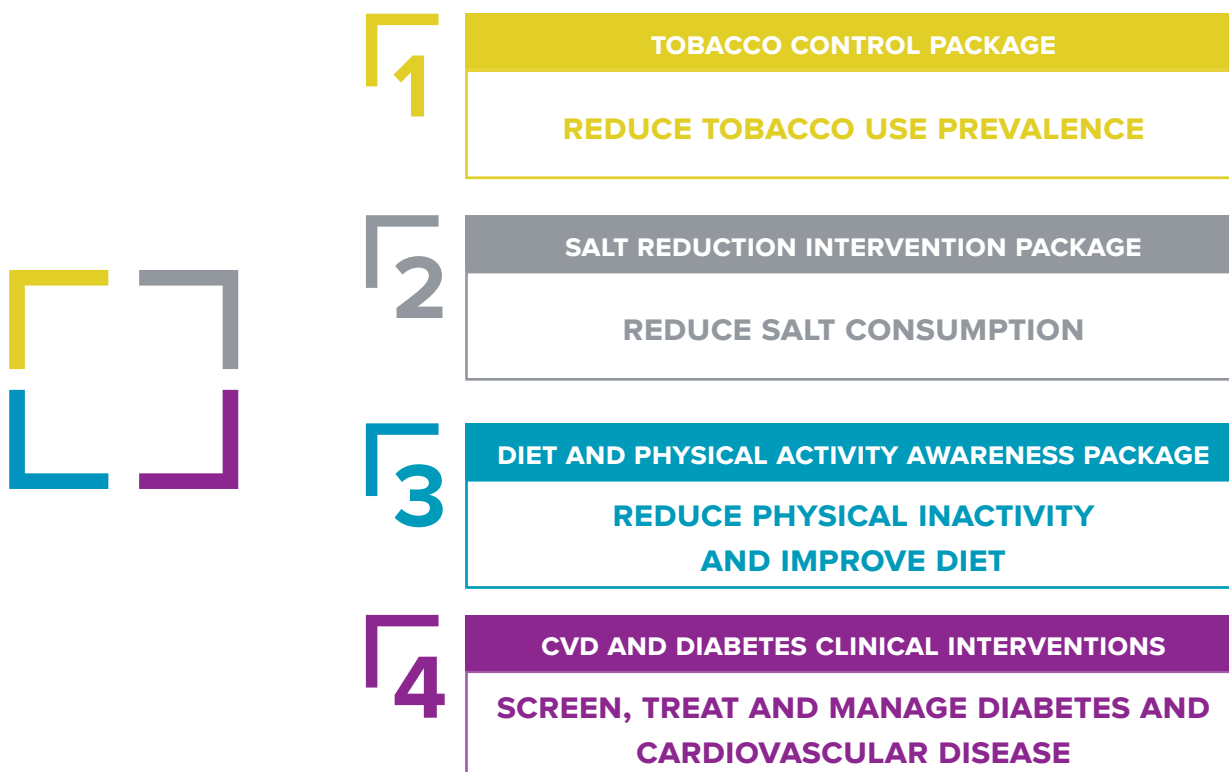 1
TOBACCO CONTROL PACKAGE
REDUCE TOBACCO USE PREVALENCE
2
SALT REDUCTION INTERVENTION PACKAGE
REDUCE SALT CONSUMPTION
3
DIET AND PHYSICAL ACTIVITY AWARENESS PACKAGE
REDUCE PHYSICAL INACTIVITY
AND IMPROVE DIET
4
CVD AND DIABETES CLINICAL INTERVENTIONS
SCREEN, TREAT AND MANAGE DIABETES AND
CARDIOVASCULAR DISEASE